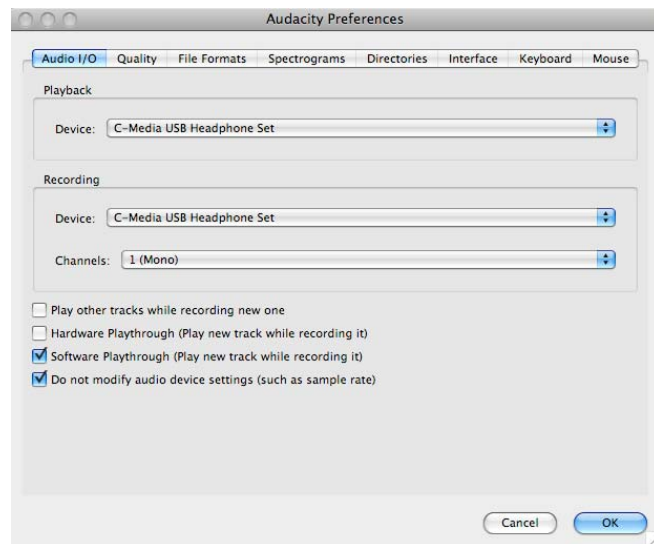 Audacity Preferences
Audio I/O Quality File Formats Spectrograms Directories Interface Keyboard Mouse
Playback
Device: C-Media USB Headphone Set
Recording
Device: C-Media USB Headphone Set
Channels: 1 (Mono)
Play other tracks while recording new one
Hardware Playthrough (Play new track while recording it)
Software Playthrough (Play new track while recording it)
Do not modify audio device settings (such as sample rate)
Cancel OK